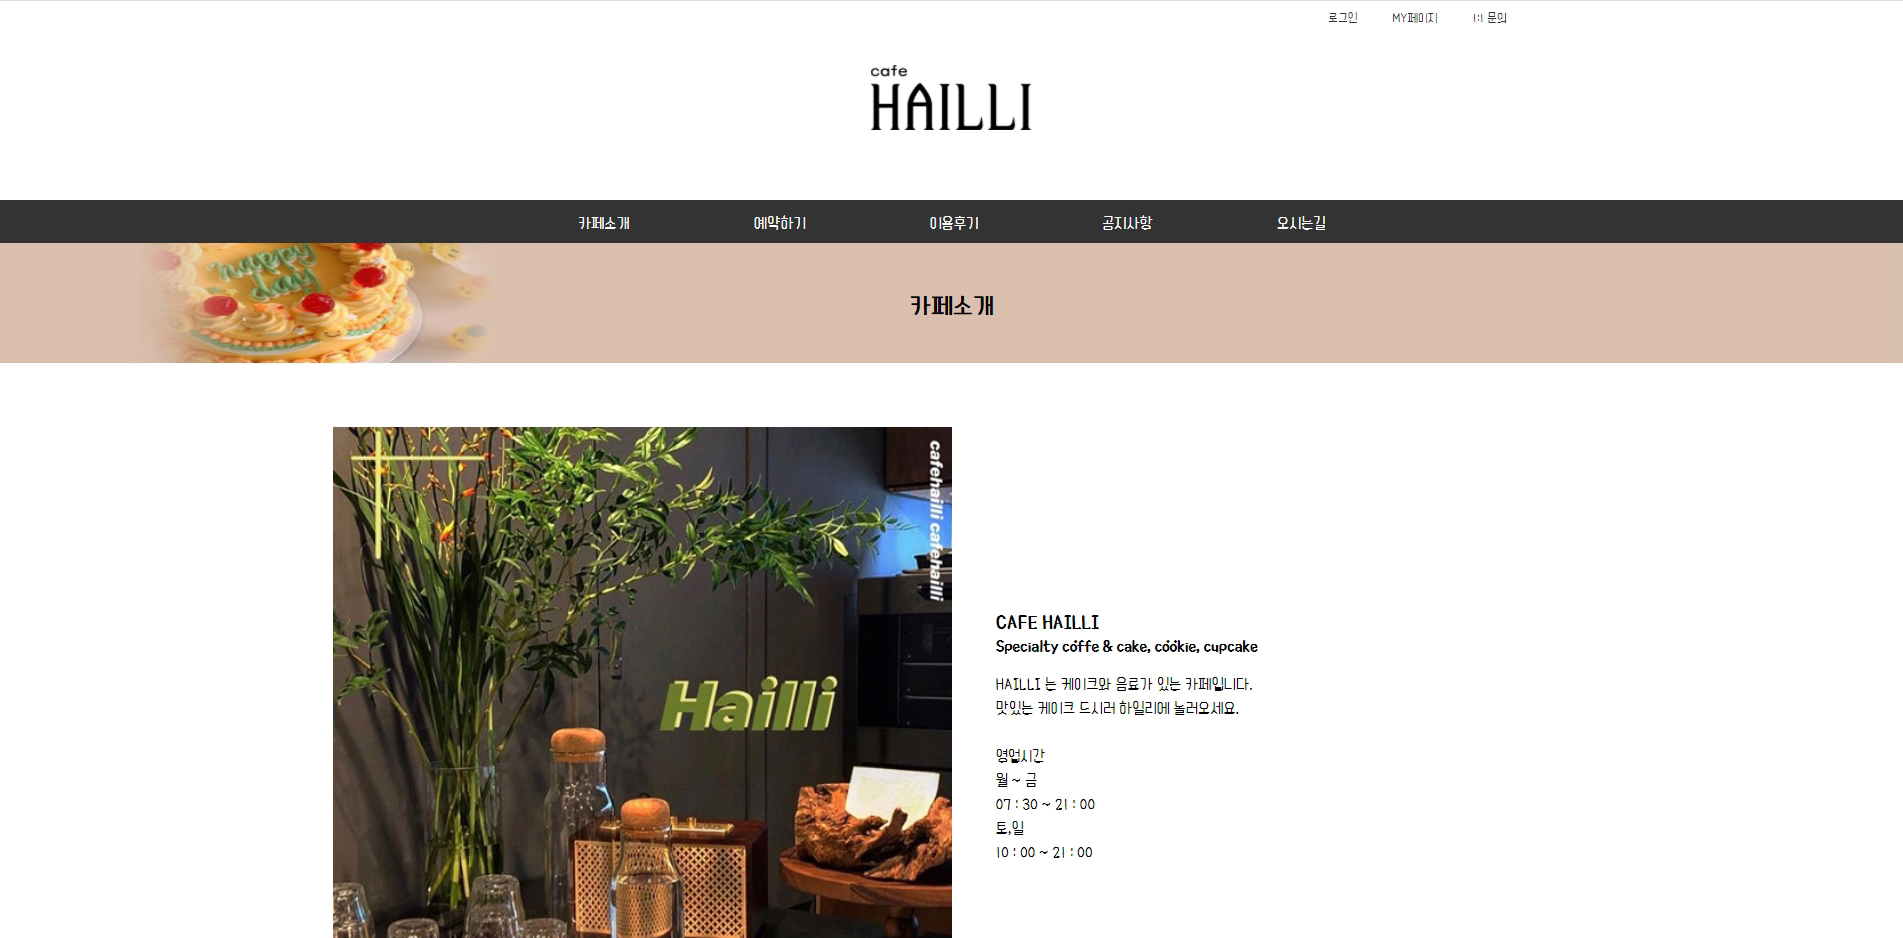 로그인 MY페이지 1:1 문의
cafe
HAILLI
카페소개 예약하기 이용후기 공지사항 오시는길
happy
day
카페소개
cafehailli cafehailli
Hailli
CAFE HAILLI
Specialty coffe & cake, cookie, cupcake
HAILLI 는 케이크와 음료가 있는 카페입니다.
맛있는 케이크 드시러 하일리에 놀러오세요.
영업시간
월 ~ 금
07 : 30 ~ 21 : 00
토,일
10 : 00 ~ 21 : 00